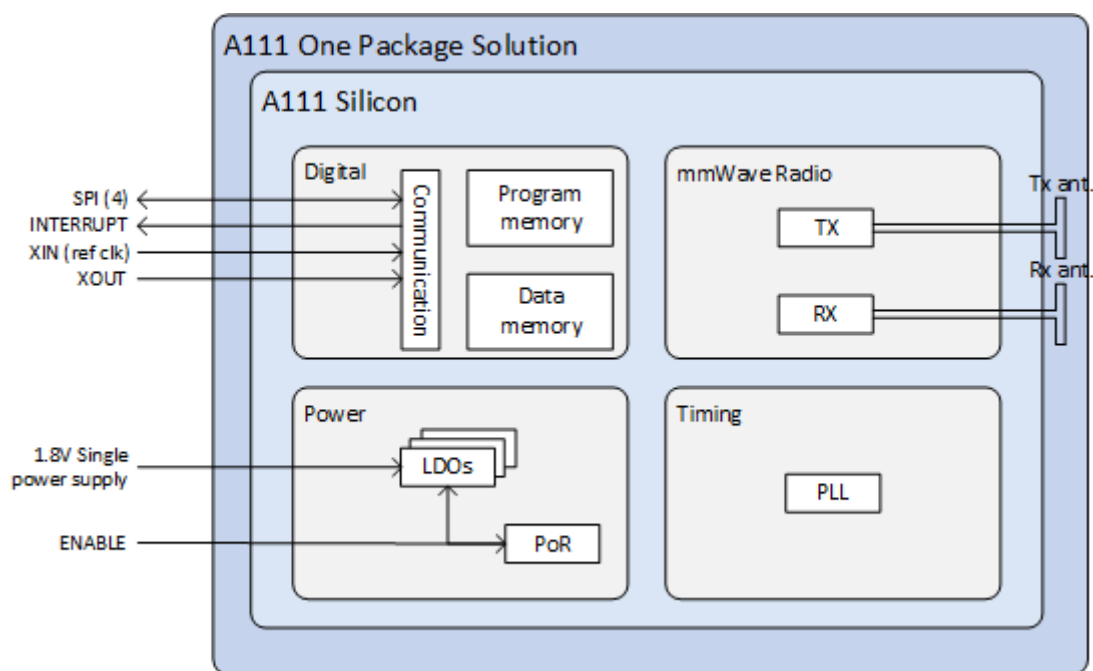 A111 One Package Solution
A111 Silicon
Digital
Communication
Program
memory
Data
memory
mmWave Radio
TX
RX
Tx ant.
Rx ant.
SPI (4)
INTERRUPT
XIN (ref clk)
XOUT
Power
LDOs
PoR
1.8V Single
power supply
ENABLE
Timing
PLL